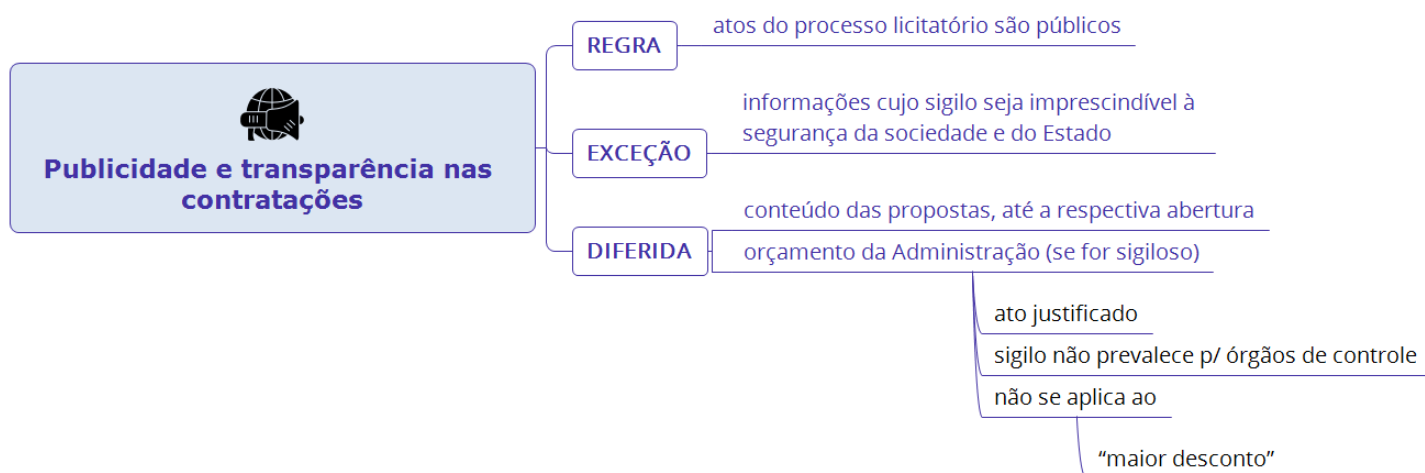 Publicidade e transparência nas
contratações
REGRA
atos do processo licitatório são públicos
EXCEÇÃO
informações cujo sigilo seja imprescindível à
segurança da sociedade e do Estado
DIFERIDA
conteúdo das propostas, até a respectiva abertura
orçamento da Administração (se for sigiloso)
ato justificado
sigilo não prevalece p/ órgãos de controle
não se aplica ao
“maior desconto”